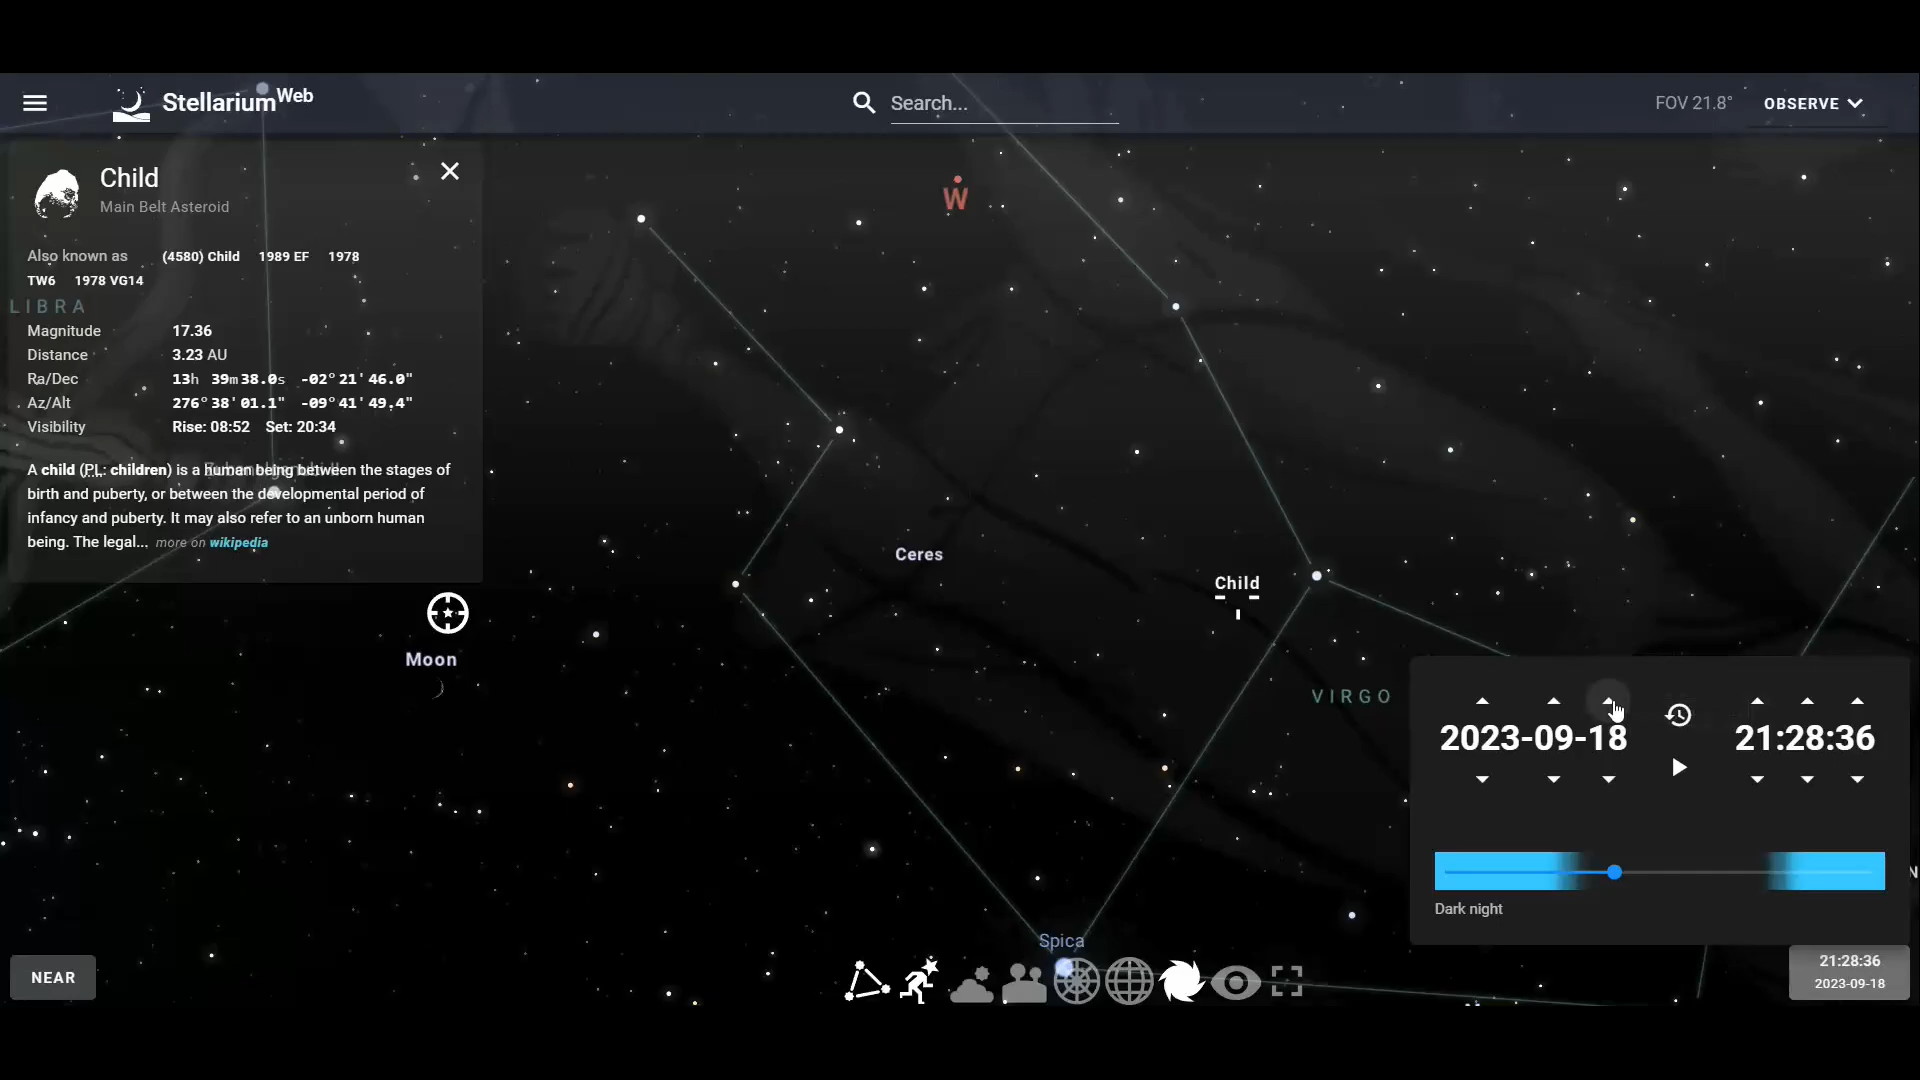 StellariumWeb
Search...
FOV 21.8°
OBSERVE
Child
Main Belt Asteroid
Also known as (4580) Child 1989 EF 1978
TW6 1978 VG14
LIBRA
Magnitude 17.36
Distance 3.23 AU
Ra/Dec 13h 39m38.0s -02°21'46.0"
Az/Alt 276°38'01.1" -09°41'49.4"
Visibility Rise: 08:52 Set: 20:34
A child (PL: children) is a human being between the stages of
birth and puberty, or between the developmental period of
infancy and puberty. It may also refer to an unborn human
being. The legal... more on wikipedia
W
Ceres
Child
Moon
VIRGO
2023-09-18
21:28:36
N
Dark night
Spica
NEAR
21:28:36
2023-09-18